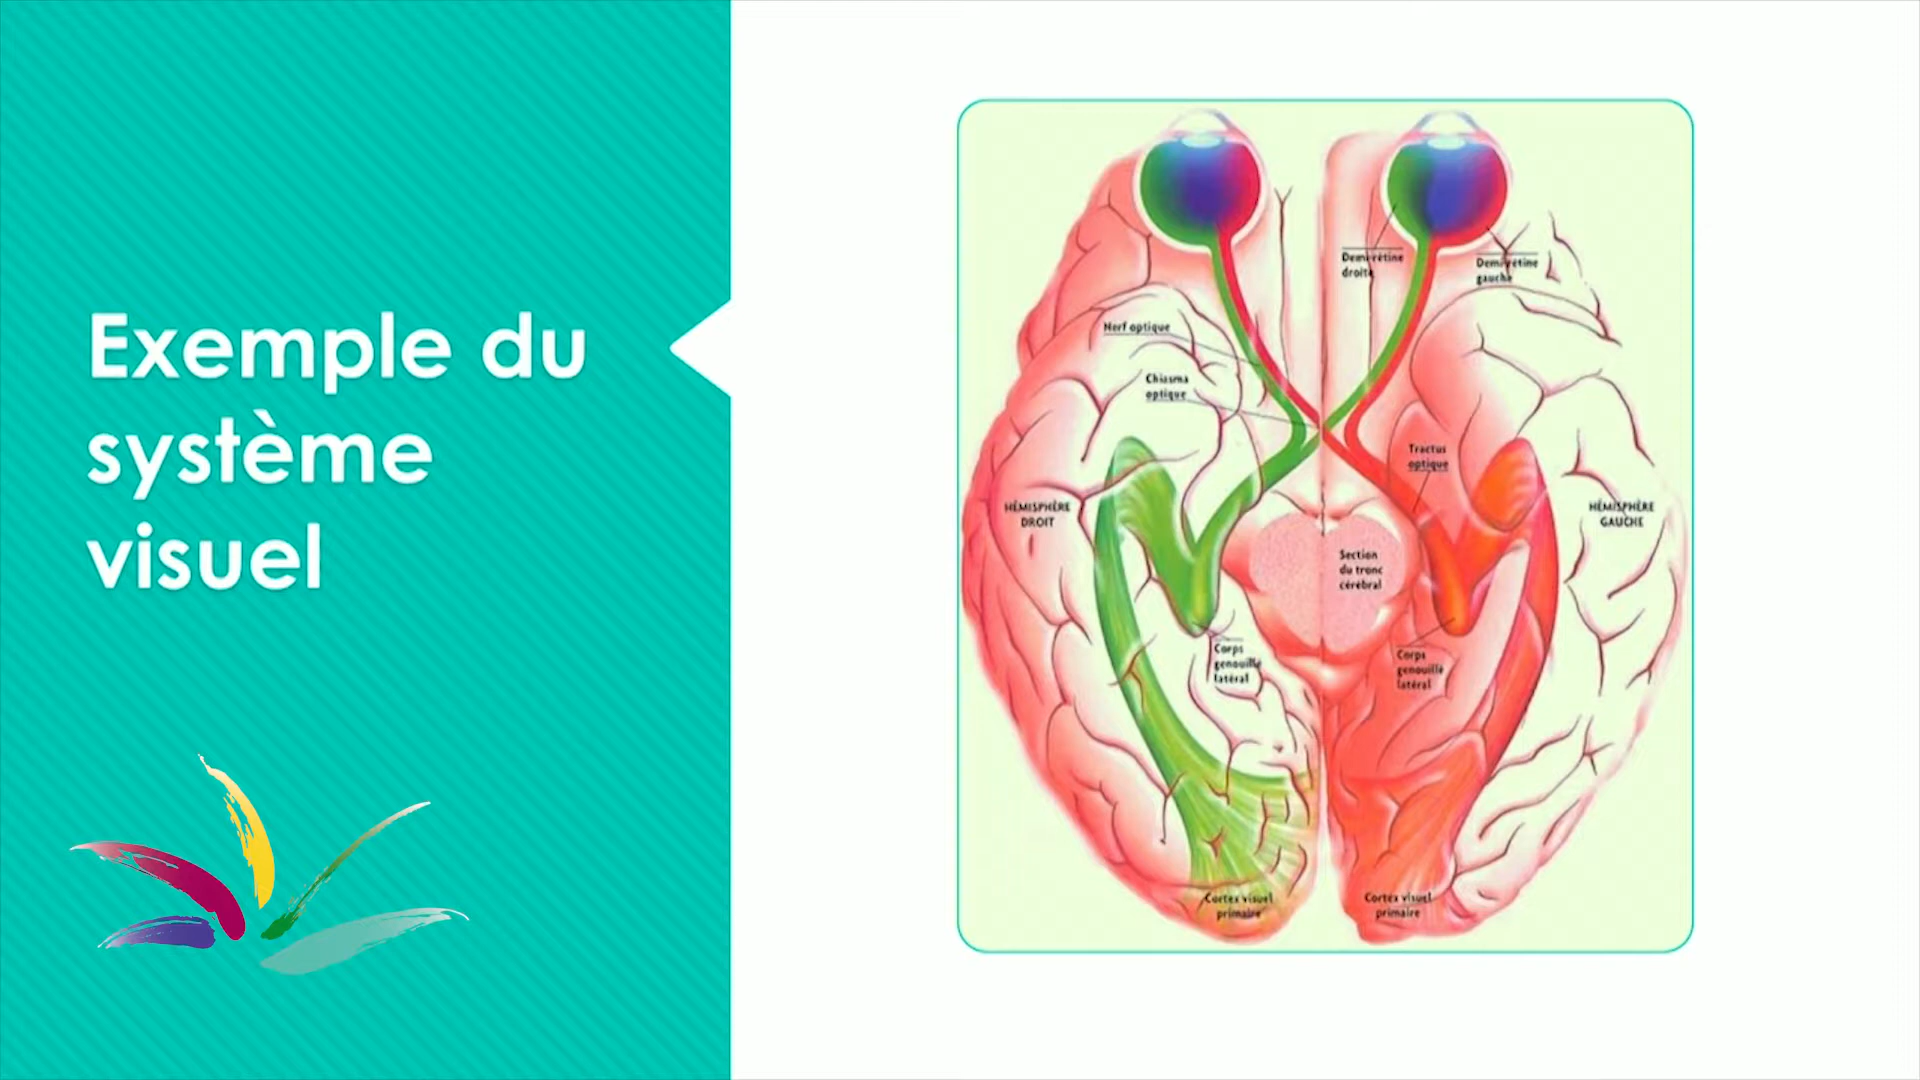 Exemple du
système
visuel
Demi-rétine
droite
Demi-rétine
gauche
Nerf optique
Chiasma
optique
Tractus
optique
HÉMISPHÈRE
DROIT
HÉMISPHÈRE
GAUCHE
Section
du tronc
cérébral
Corps
genouillé
latéral
Corps
genouillé
latéral
Cortex visuel
primaire
Cortex visuel
primaire